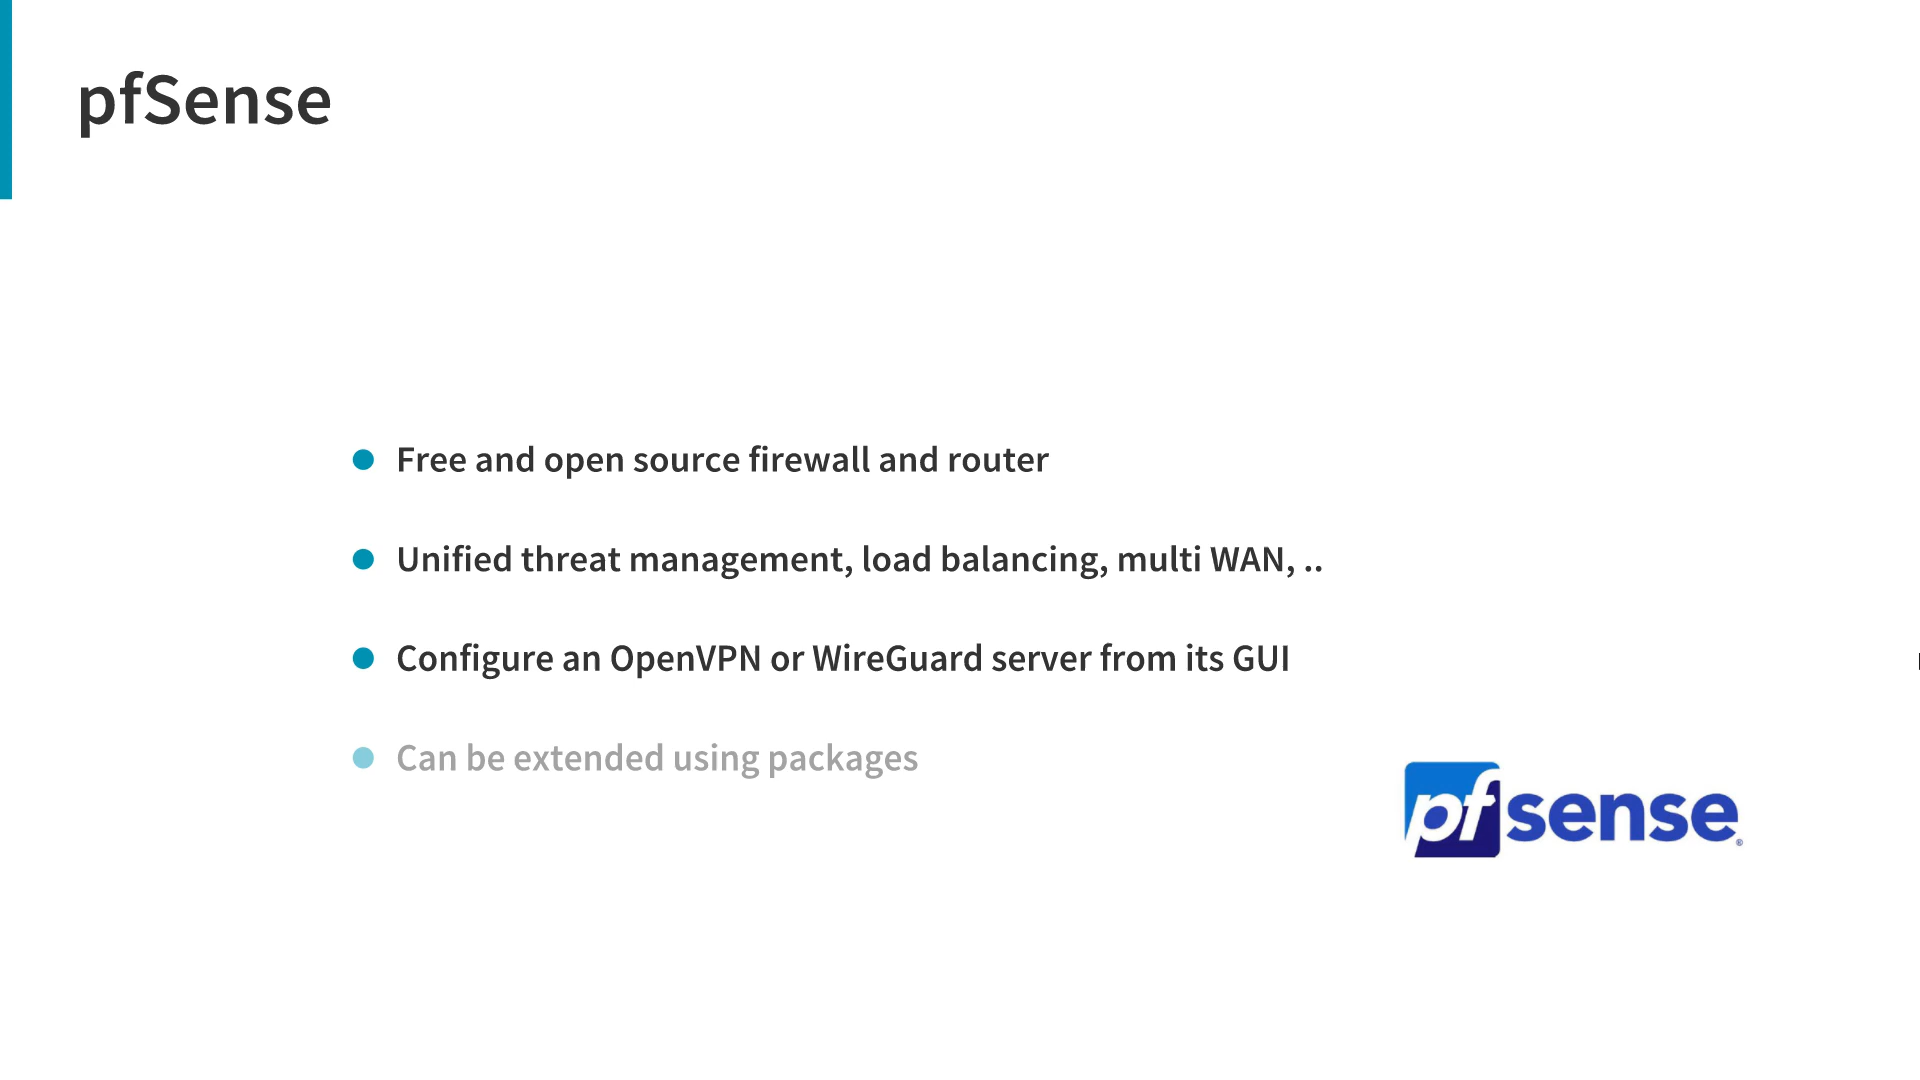 pfSense
Free and open source firewall and router
Unified threat management, load balancing, multi WAN, ..
Configure an OpenVPN or WireGuard server from its GUI
Can be extended using packages
pfsense®